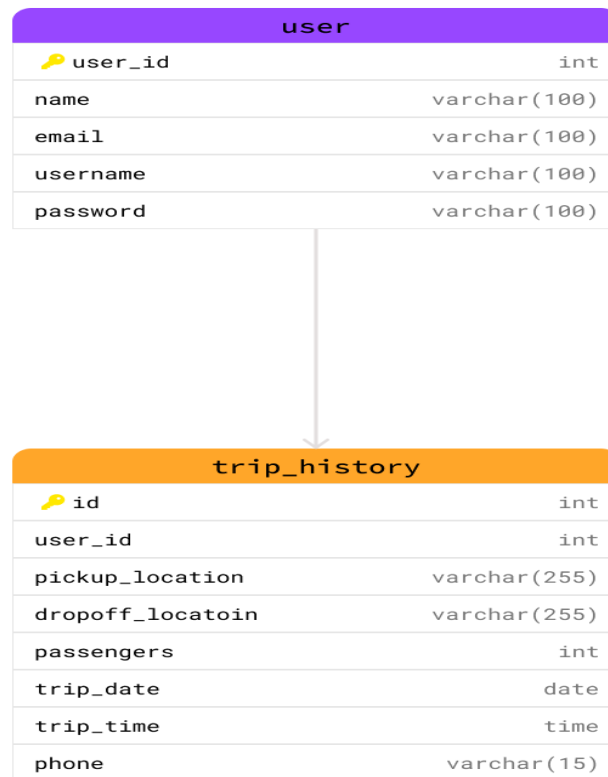 user
user_id int
name varchar(100)
email varchar(100)
username varchar(100)
password varchar(100)
trip_history
id int
user_id int
pickup_location varchar(255)
dropoff_locatoin varchar(255)
passengers int
trip_date date
trip_time time
phone varchar(15)